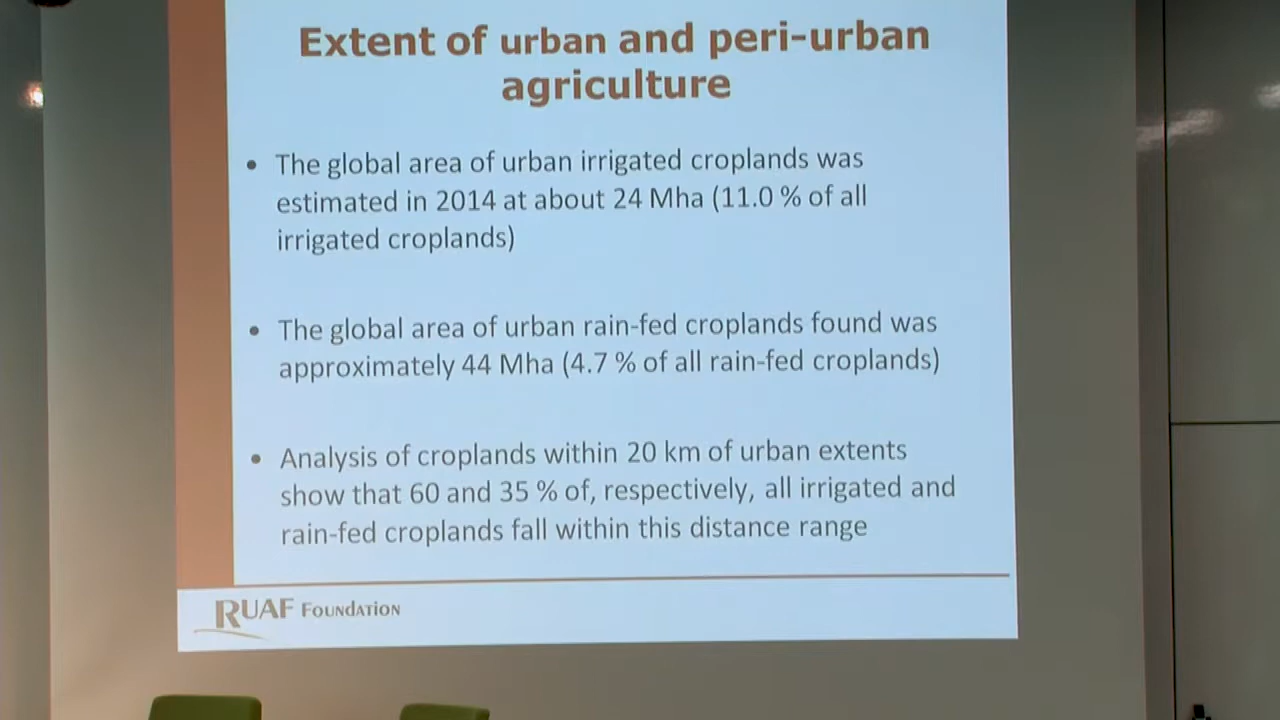 Extent of urban and peri-urban
agriculture
• The global area of urban irrigated croplands was
estimated in 2014 at about 24 Mha (11.0 % of all
irrigated croplands)
• The global area of urban rain-fed croplands found was
approximately 44 Mha (4.7 % of all rain-fed croplands)
• Analysis of croplands within 20 km of urban extents
show that 60 and 35 % of, respectively, all irrigated and
rain-fed croplands fall within this distance range
RUAF Foundation